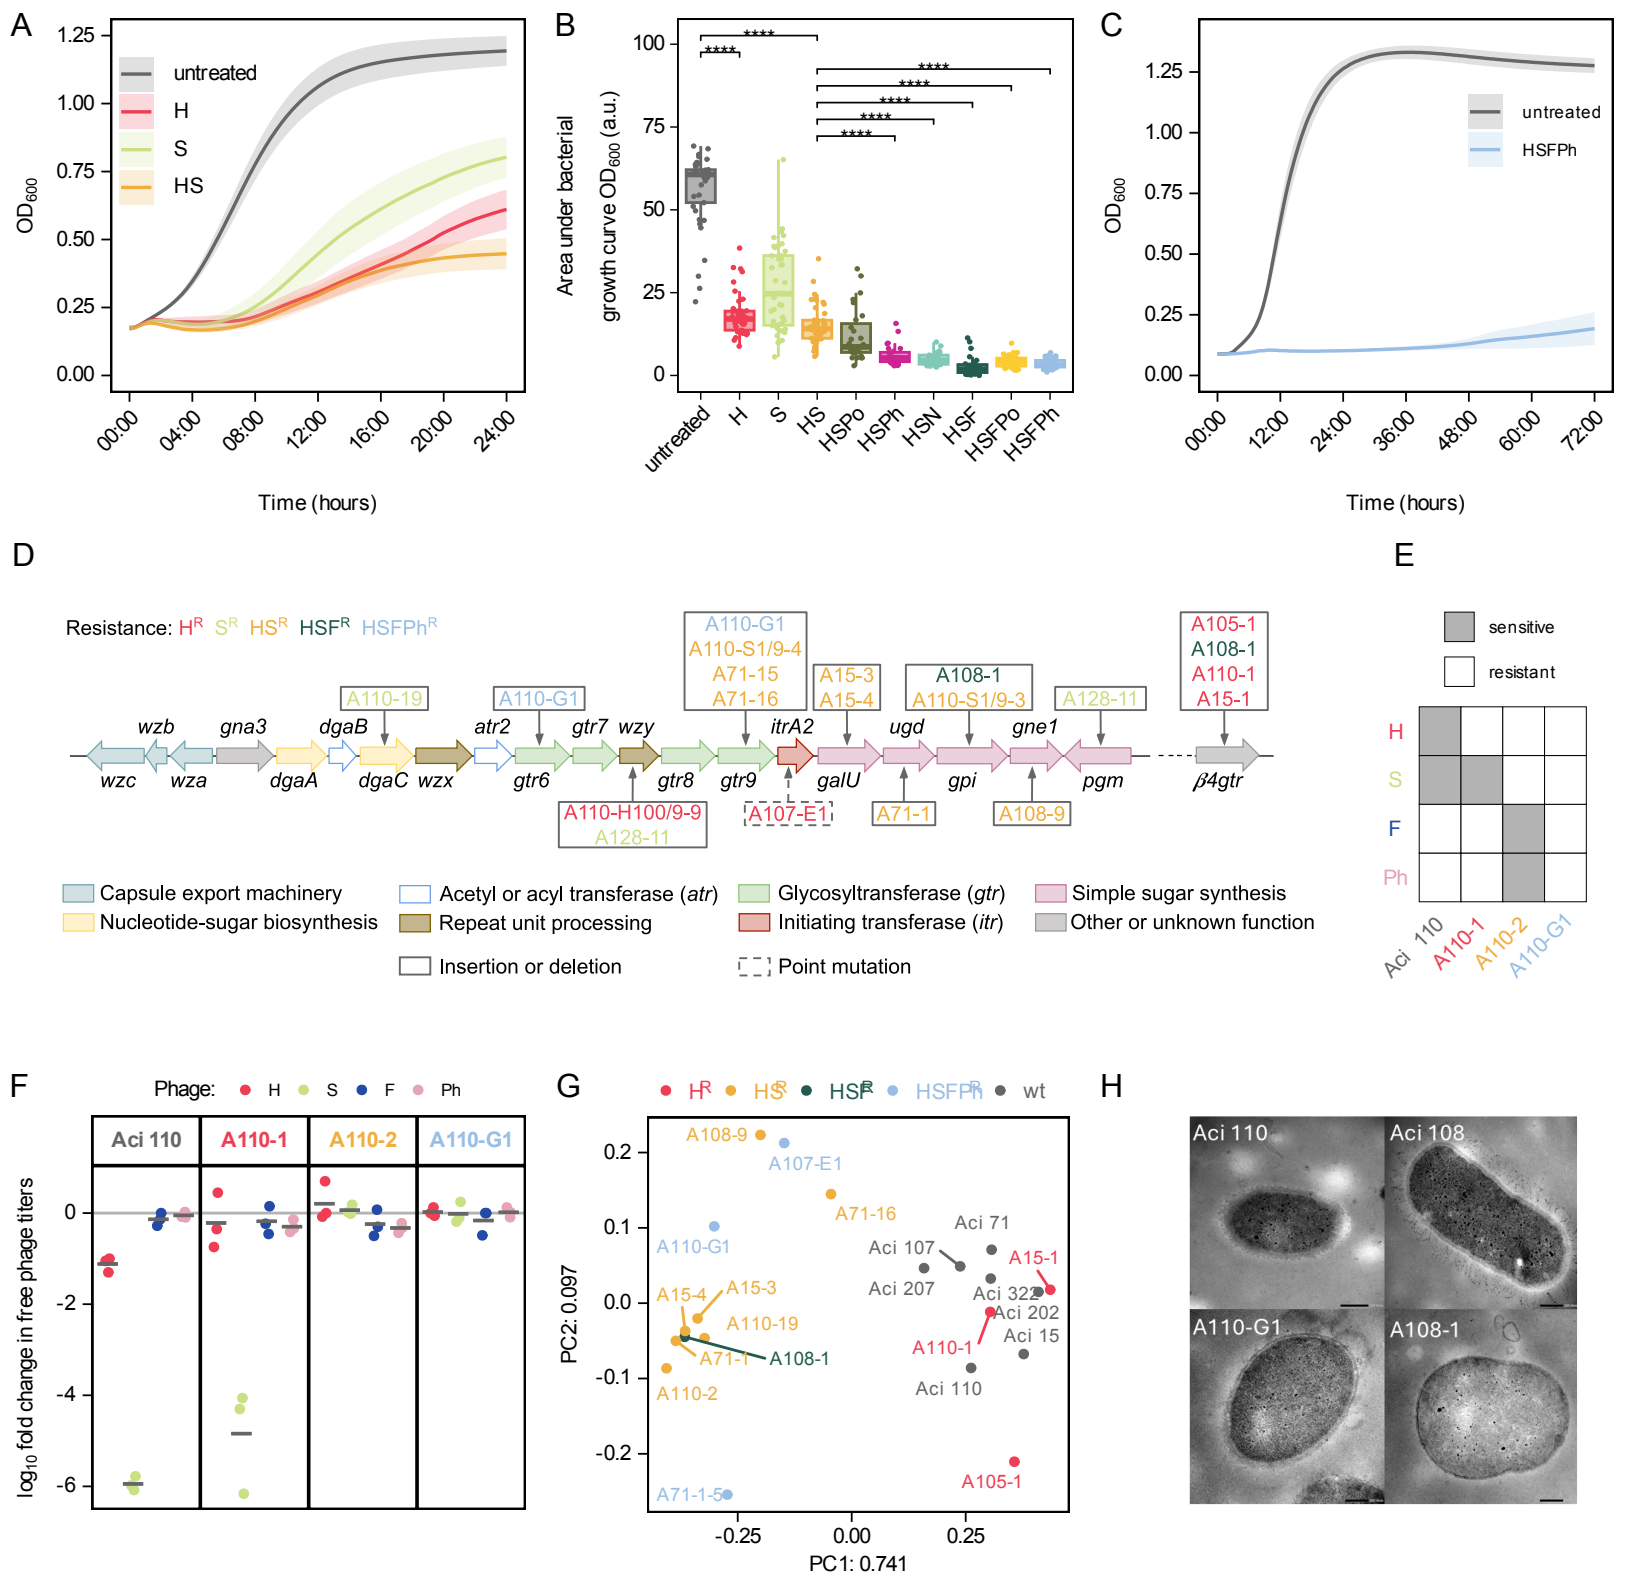 A
1.25
1.00
0.75
0.50
0.25
0.00
OD600
untreated
H
S
HS
00:00
04:00
08:00
12:00
16:00
20:00
24:00
Time (hours)
B
100
75
50
25
0
Area under bacterial
growth curve OD600 (a.u.)
****
****
****
****
****
****
****
untreated
H
S
HS
HSPo
HSPh
HSN
HSF
HSFPo
HSFPh
C
1.25
1.00
0.75
0.50
0.25
0.00
OD600
untreated
HSFPh
00:00
12:00
24:00
36:00
48:00
60:00
72:00
Time (hours)
D
Resistance: HR SR HSR HSFR HSFPhR
A110-19
A110-G1
A110-G1
A110-S1/9-4
A71-15
A71-16
A15-3
A15-4
A108-1
A110-S1/9-3
A128-11
A105-1
A108-1
A110-1
A15-1
wzb
gna3
dgaB
atr2
gtr7
wzy
itrA2
ugd
gne1
wzc
wza
dgaA
dgaC
wzx
gtr6
gtr8
gtr9
galU
gpi
pgm
β4gtr
A110-H100/9-9
A128-11
A107-E1
A71-1
A108-9
Capsule export machinery
Acetyl or acyl transferase (atr)
Glycosyltransferase (gtr)
Simple sugar synthesis
Nucleotide-sugar biosynthesis
Repeat unit processing
Initiating transferase (itr)
Other or unknown function
Insertion or deletion
Point mutation
E
sensitive
resistant
H
S
F
Ph
Aci 110
A110-1
A110-2
A110-G1
F
Phage: H S F Ph
Aci 110
A110-1
A110-2
A110-G1
0
-2
-4
-6
log10 fold change in free phage titers
G
HR HSR HSFR HSFPhR wt
0.2
0.1
0.0
-0.1
-0.2
PC2: 0.097
A108-9
A107-E1
A71-16
Aci 71
A110-G1
Aci 107
A15-1
Aci 207
A15-3
A15-4
Aci 322
Aci 202
A110-19
Aci 15
A110-1
A71-1
A108-1
A110-2
Aci 110
A105-1
A71-1-5
-0.25
0.00
0.25
PC1: 0.741
H
Aci 110
Aci 108
A110-G1
A108-1